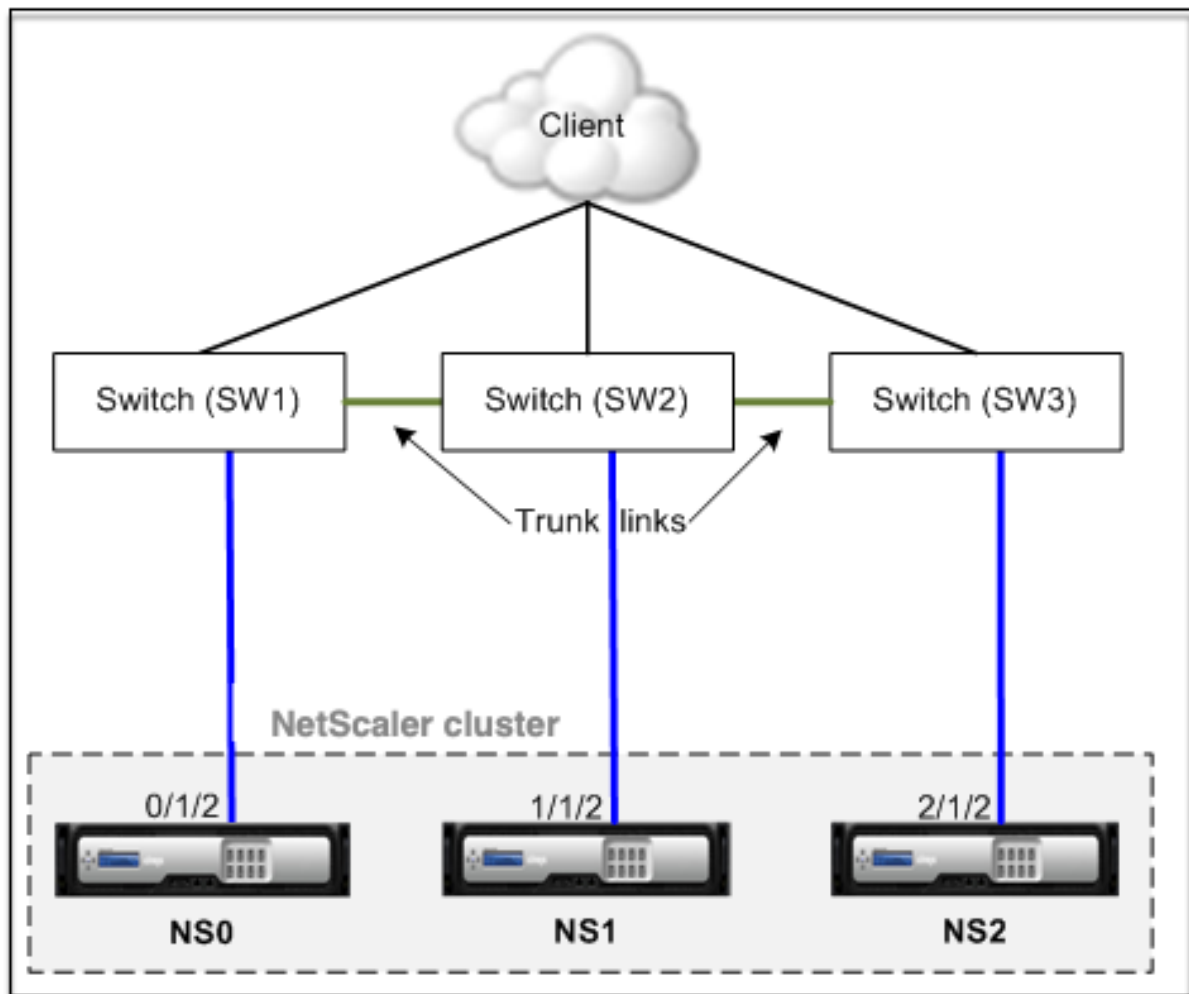 Client
Switch (SW1)
Switch (SW2)
Switch (SW3)
Trunk links
NetScaler cluster
0/1/2
1/1/2
2/1/2
NS0
NS1
NS2